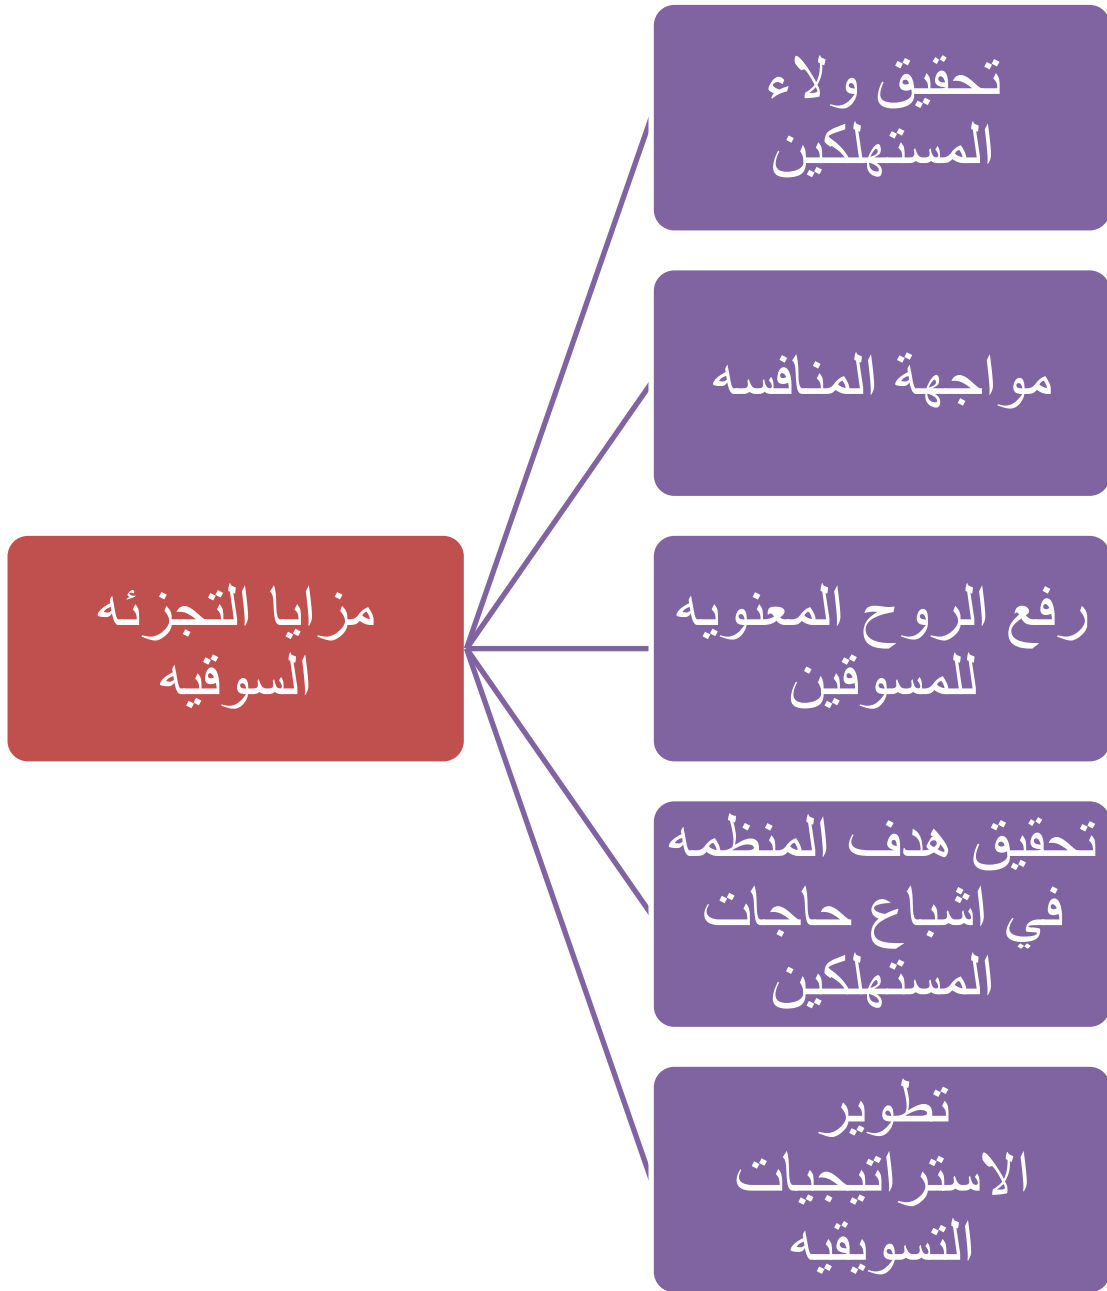 تحقيق ولاء
المستهلكين
مواجهة المنافسه
مزايا التجزئه
السوقيه
رفع الروح المعنويه
للمسوقين
تحقيق هدف المنظمه
في اشباع حاجات
المستهلكين
تطوير
الاستراتيجيات
التسويقيه